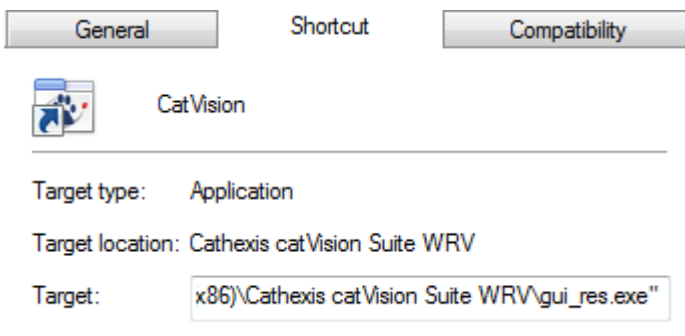 General Shortcut Compatibility
CatVision
Target type: Application
Target location: Cathexis catVision Suite WRV
Target: x86)\Cathexis catVision Suite WRV\gui_res.exe"